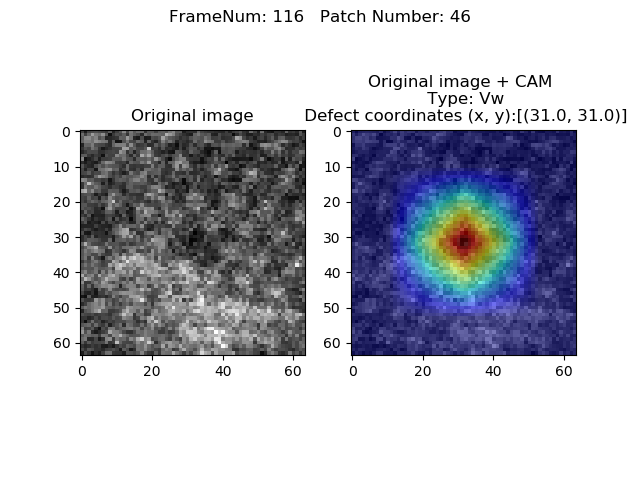 FrameNum: 116   Patch Number: 46
Original image
Original image + CAM
Type: Vw
Defect coordinates (x, y):[(31.0, 31.0)]
0
10
20
30
40
50
60
0 20 40 60
0
10
20
30
40
50
60
0 20 40 60